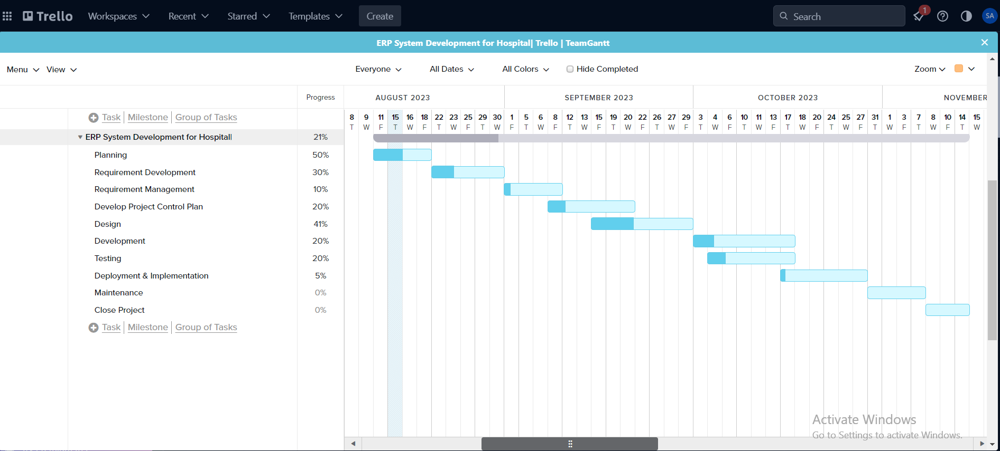 Trello Workspaces Recent Starred Templates Create Search 1 SA
ERP System Development for Hospital| Trello | TeamGantt
Menu View Everyone All Dates All Colors Hide Completed Zoom
Progress AUGUST 2023 SEPTEMBER 2023 OCTOBER 2023 NOVEMBER
Task Milestone Group of Tasks
8 9 11 15 16 18 22 23 25 29 30 1 5 6 8 12 13 15 19 20 22 26 27 29 3 4 6 10 11 13 17 18 20 24 25 27 31 1 3 7 8 10 14 15
T W F T W F T W F T W F T W F T W F T W F T W F T W F T W F T W F T W F T W F T W F T W
ERP System Development for Hospitall 21%
Planning 50%
Requirement Development 30%
Requirement Management 10%
Develop Project Control Plan 20%
Design 41%
Development 20%
Testing 20%
Deployment & Implementation 5%
Maintenance 0%
Close Project 0%
Task Milestone Group of Tasks
Activate Windows
Go to Settings to activate Windows.